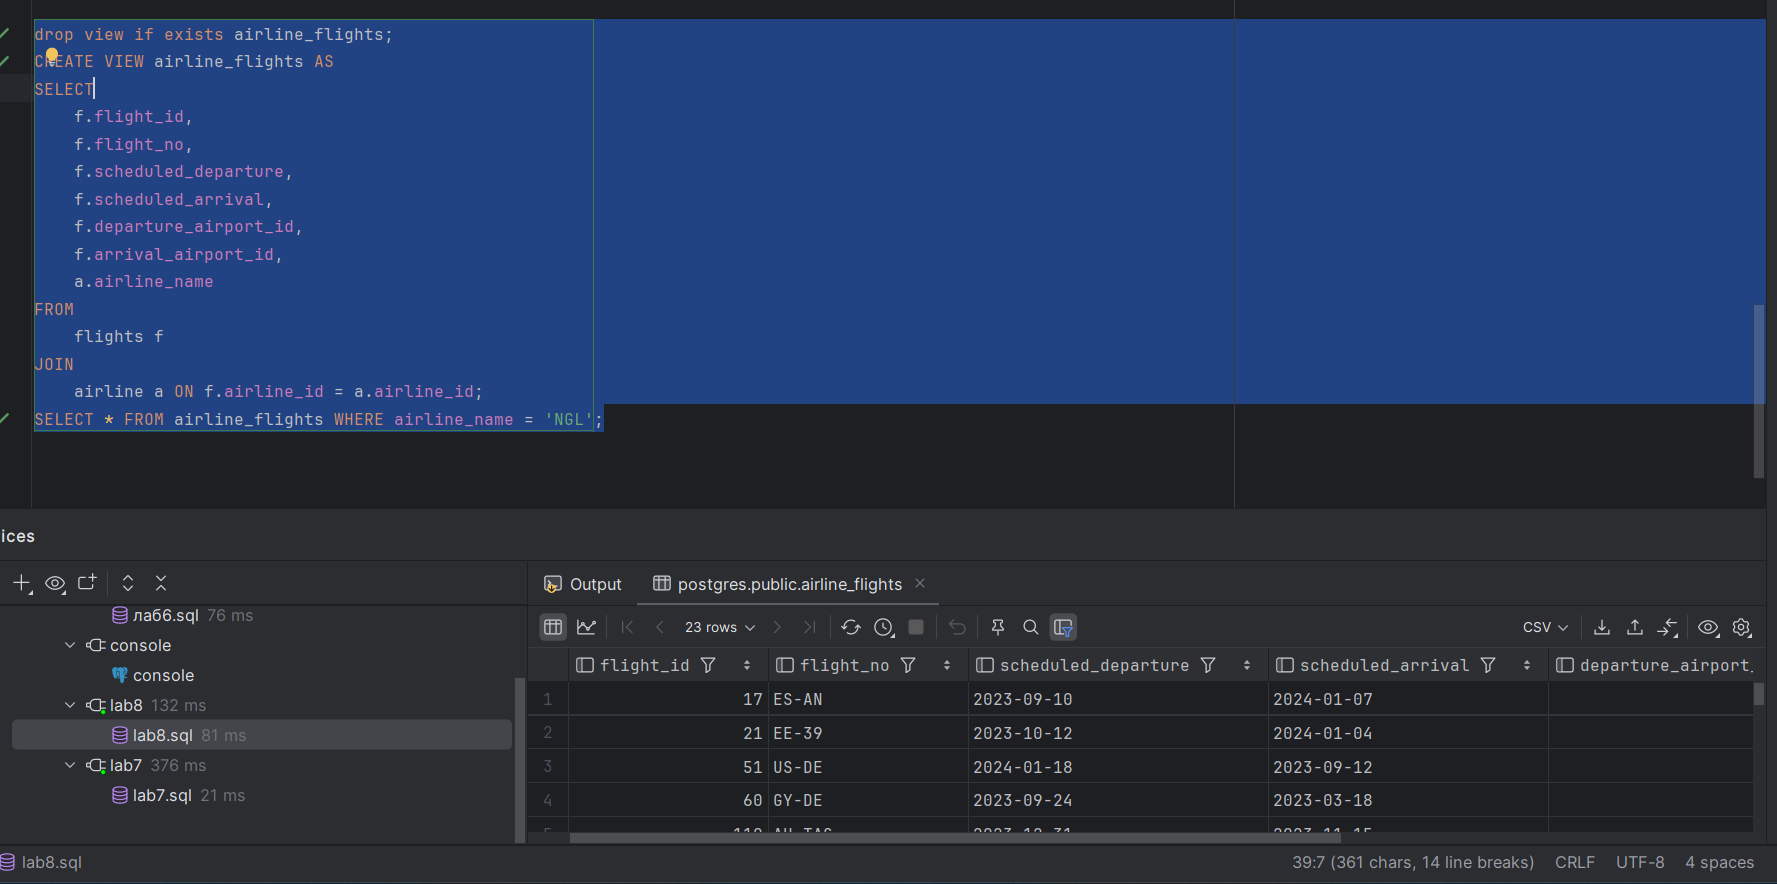 drop view if exists airline_flights;
CREATE VIEW airline_flights AS
SELECT
f.flight_id,
f.flight_no,
f.scheduled_departure,
f.scheduled_arrival,
f.departure_airport_id,
f.arrival_airport_id,
a.airline_name
FROM
flights f
JOIN
airline a ON f.airline_id = a.airline_id;
SELECT * FROM airline_flights WHERE airline_name = 'NGL';
ices
лаб6.sql 76 ms
console
console
lab8 132 ms
lab8.sql 81 ms
lab7 376 ms
lab7.sql 21 ms
Output postgres.public.airline_flights
23 rows CSV
flight_id flight_no scheduled_departure scheduled_arrival departure_airport_
1 17 ES-AN 2023-09-10 2024-01-07
2 21 EE-39 2023-10-12 2024-01-04
3 51 US-DE 2024-01-18 2023-09-12
4 60 GY-DE 2023-09-24 2023-03-18
lab8.sql 39:7 (361 chars, 14 line breaks) CRLF UTF-8 4 spaces